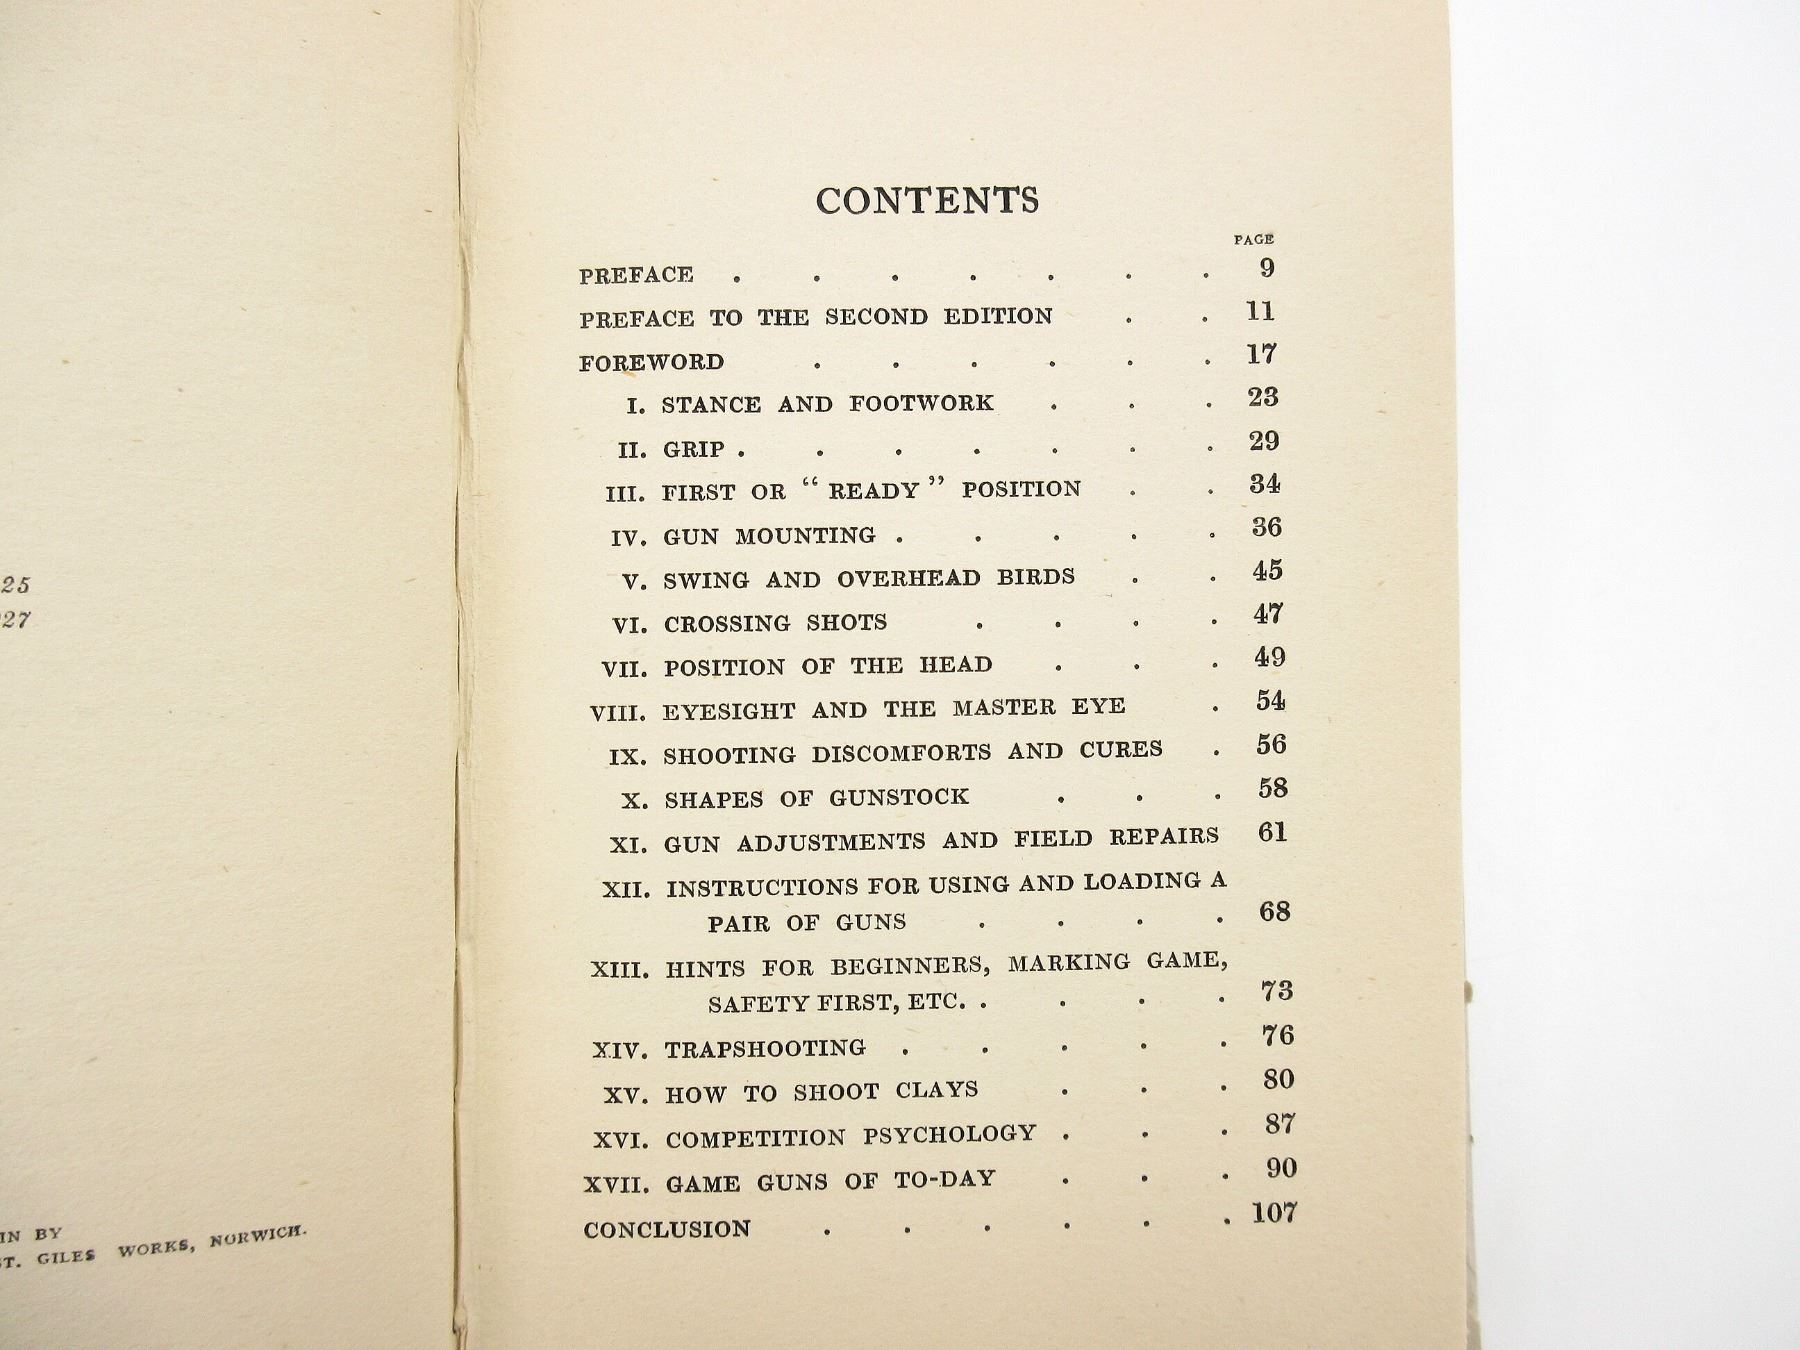 25
27
IN BY
ST. GILES WORKS, NORWICH.
CONTENTS
PAGE
PREFACE . . . . . . . 9
PREFACE TO THE SECOND EDITION . . 11
FOREWORD . . . . . . 17
I. STANCE AND FOOTWORK . . . 23
II. GRIP . . . . . . . 29
III. FIRST OR “ READY ” POSITION . . 34
IV. GUN MOUNTING . . . . . 36
V. SWING AND OVERHEAD BIRDS . . 45
VI. CROSSING SHOTS . . . . 47
VII. POSITION OF THE HEAD . . . 49
VIII. EYESIGHT AND THE MASTER EYE . 54
IX. SHOOTING DISCOMFORTS AND CURES . 56
X. SHAPES OF GUNSTOCK . . . 58
XI. GUN ADJUSTMENTS AND FIELD REPAIRS 61
XII. INSTRUCTIONS FOR USING AND LOADING A
PAIR OF GUNS . . . . 68
XIII. HINTS FOR BEGINNERS, MARKING GAME,
SAFETY FIRST, ETC. . . . . 73
XIV. TRAPSHOOTING . . . . . 76
XV. HOW TO SHOOT CLAYS . . . 80
XVI. COMPETITION PSYCHOLOGY . . . 87
XVII. GAME GUNS OF TO-DAY . . . 90
CONCLUSION . . . . . . 107